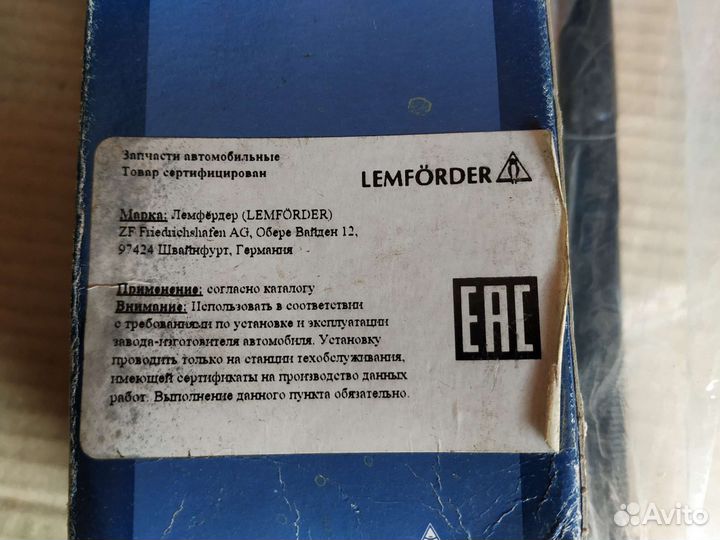 Запчасти автомобильные
Товар сертифицирован
LEMFÖRDER
Марка: Лемфёрдер (LEMFÖRDER)
ZF Friedrichshafen AG, Обере Вайден 12,
97424 Швайнфурт, Германия
Применение: согласно каталогу
Внимание: Использовать в соответствии
с требованиями по установке и эксплуатации
завода-изготовителя автомобиля. Установку
проводить только на станции техобслуживания,
имеющей сертификаты на производство данных
работ. Выполнение данного пункта обязательно.
EAC
Avito